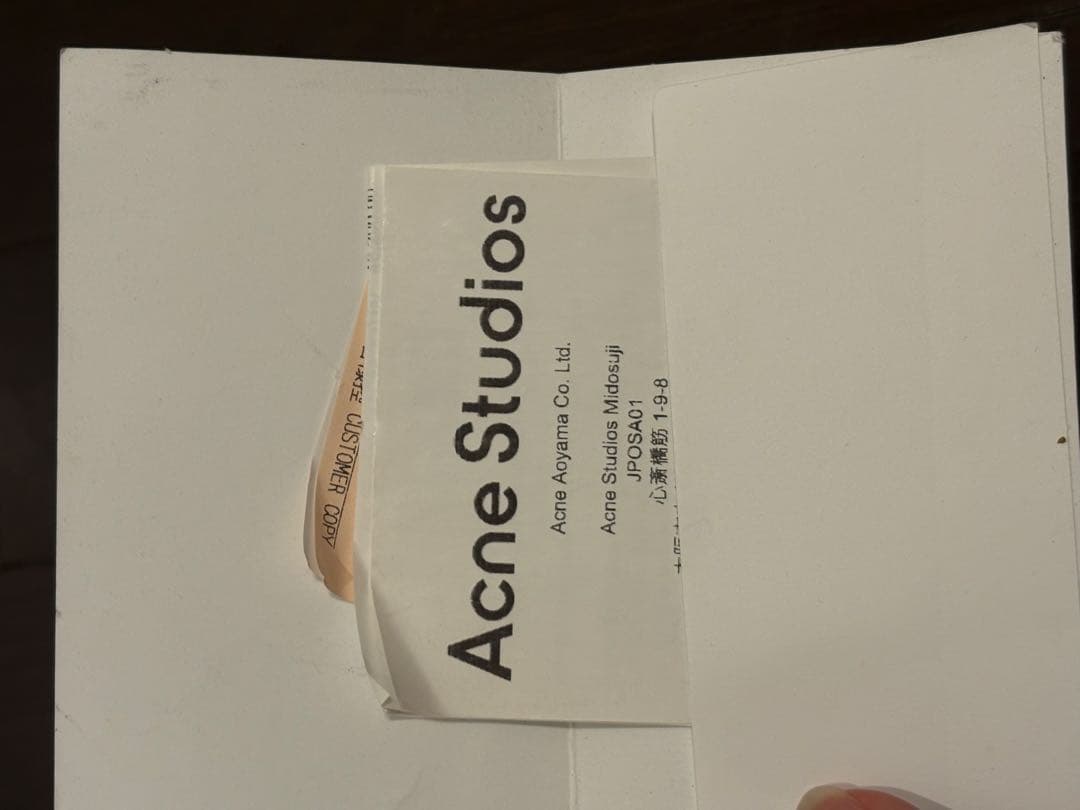 CUSTOMER COPY
Acne Studios
Acne Aoyama Co. Ltd.
Acne Studios Midosuji
JPOSA01
心斎橋筋 1-9-8